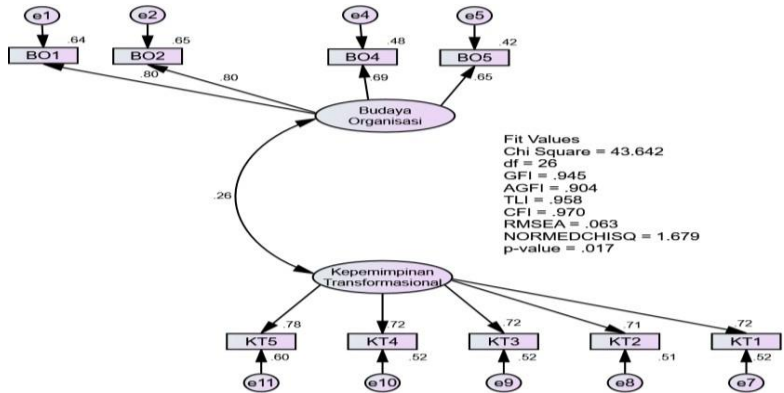 e1 e2 e4 e5
.64 .65 .48 .42
BO1 BO2 BO4 BO5
.80 .80 .69 .65
Budaya
Organisasi
Fit Values
Chi Square = 43.642
df = 26
GFI = .945
AGFI = .904
TLI = .958
CFI = .970
RMSEA = .063
NORMEDCHISQ = 1.679
p-value = .017
.26
Kepemimpinan
Transformasional
.78 .72 .72 .71 .72
KT5 KT4 KT3 KT2 KT1
.60 .52 .52 .51 .52
e11 e10 e9 e8 e7